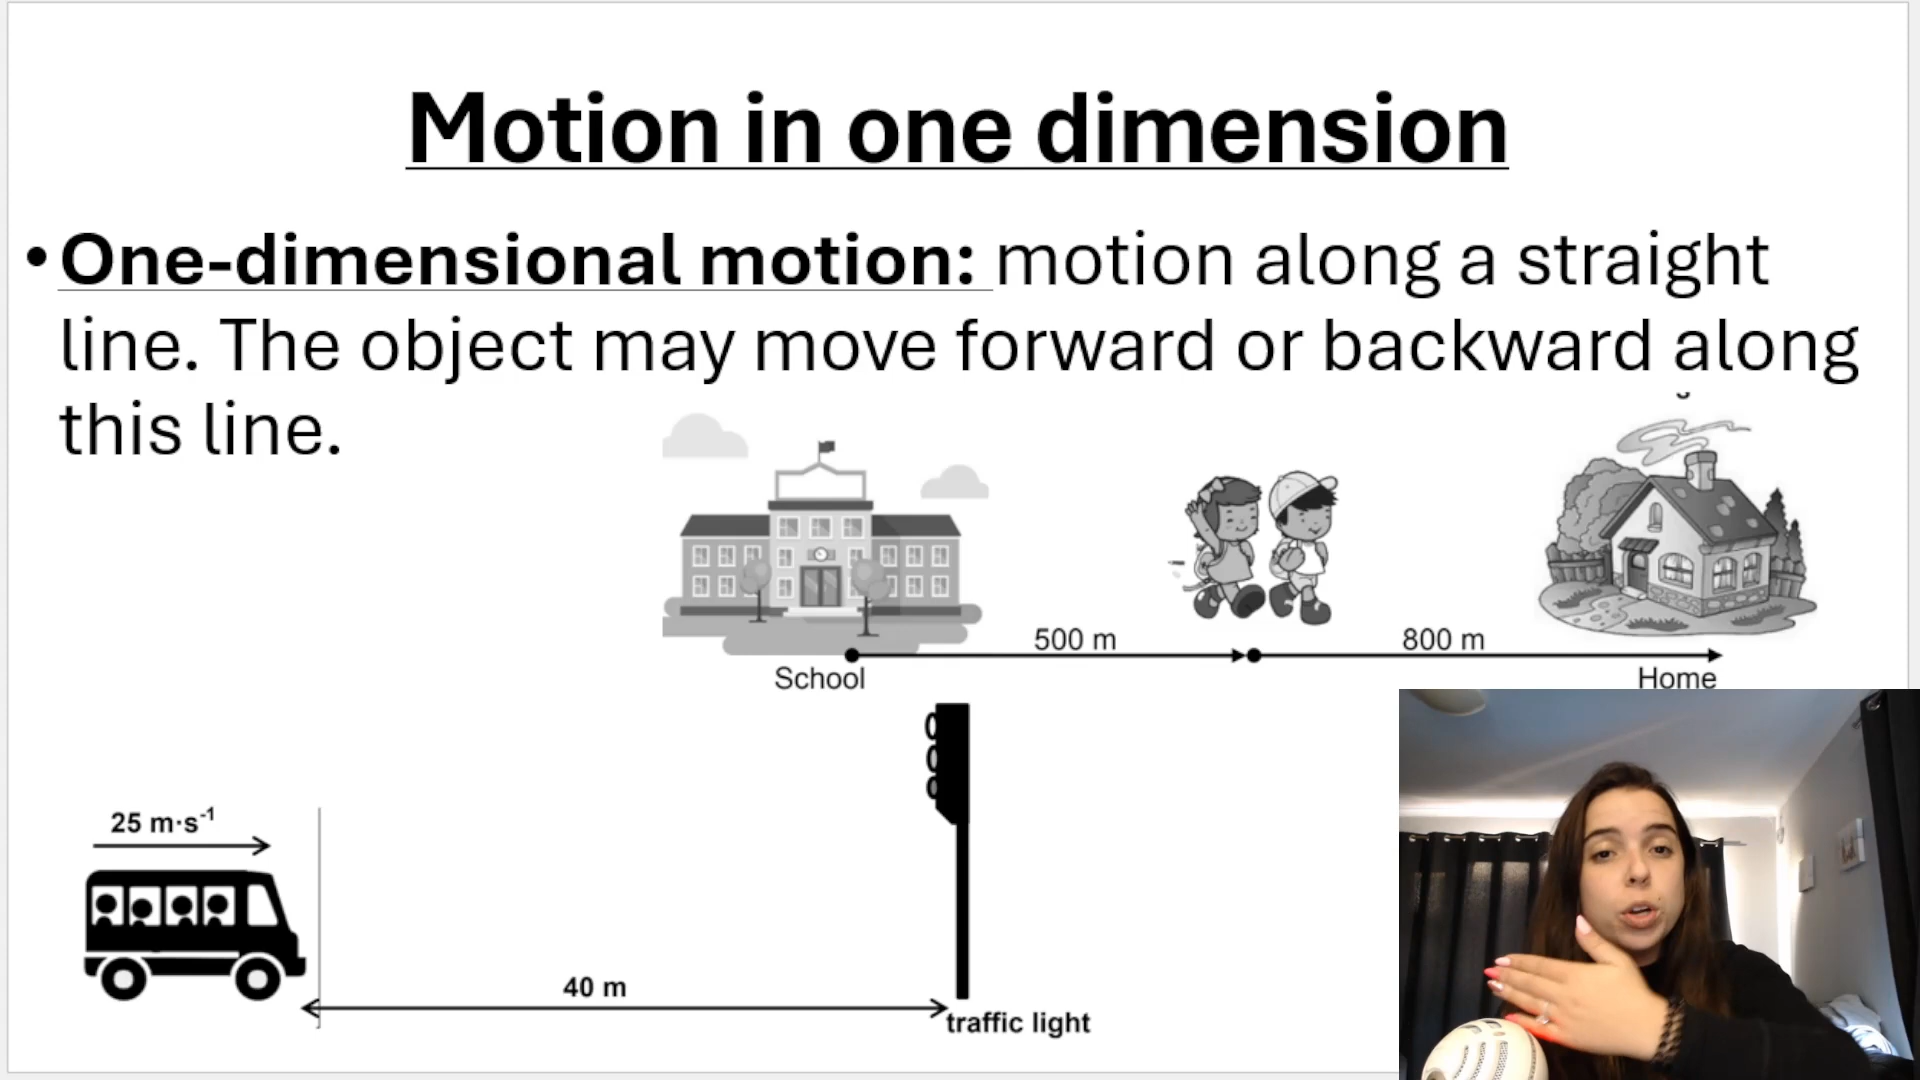 Motion in one dimension
• One-dimensional motion: motion along a straight
line. The object may move forward or backward along
this line.
500 m
800 m
School
Home
25 m·s⁻¹
40 m
traffic light